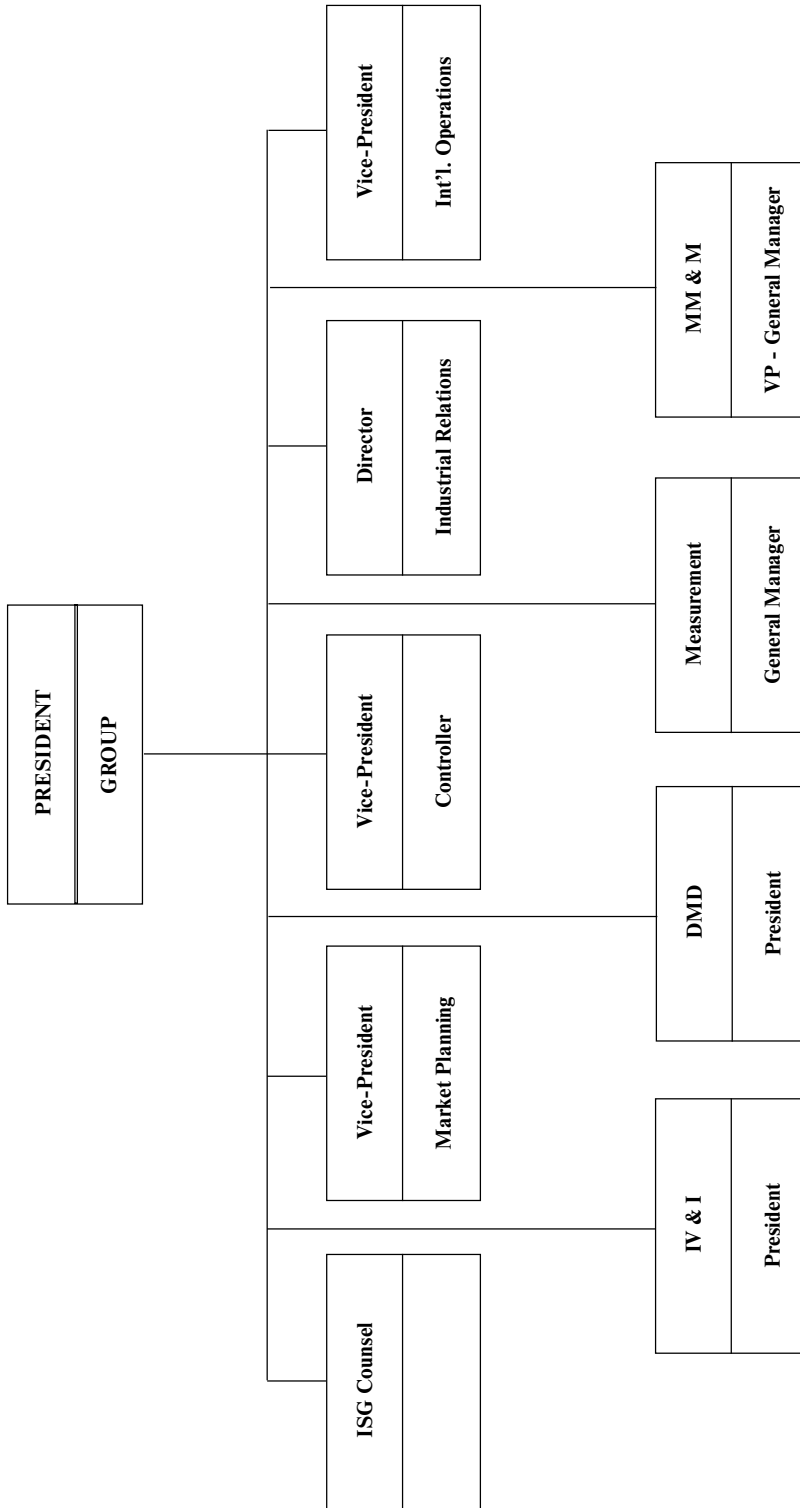 PRESIDENT
GROUP
ISG Counsel
Vice-President
Market Planning
Vice-President
Controller
Director
Industrial Relations
Vice-President
Int'l. Operations
IV & I
President
DMD
President
Measurement
General Manager
MM & M
VP - General Manager